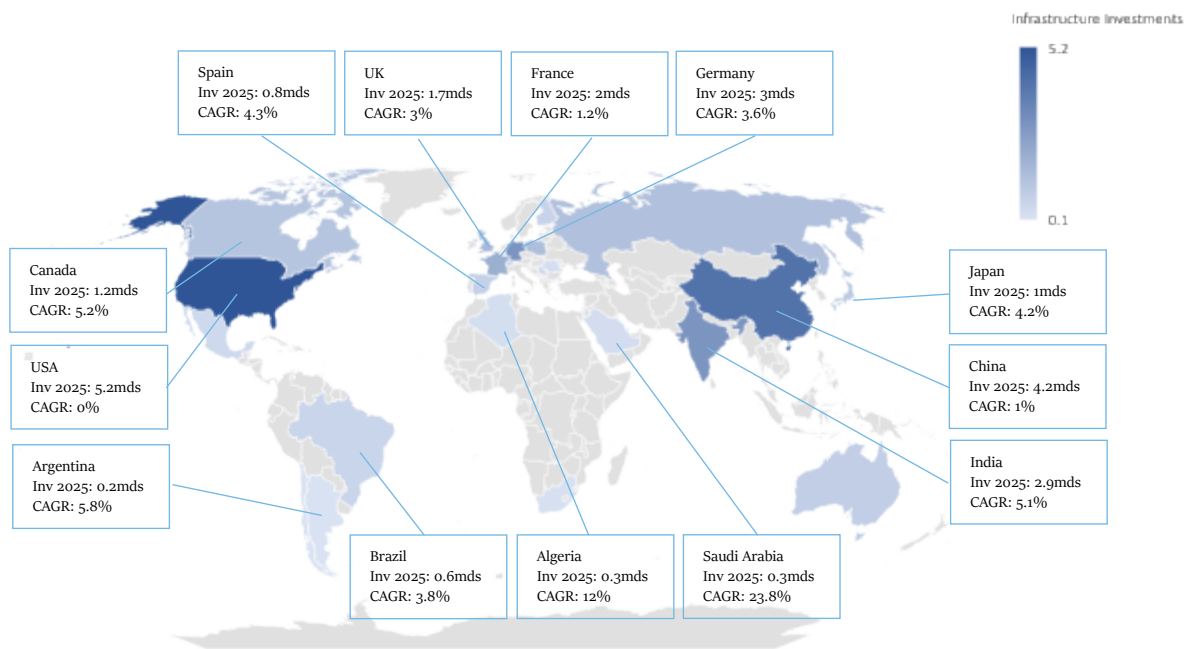 Infrastructure Investments
5.2
0.1
Spain
Inv 2025: 0.8mds
CAGR: 4.3%
UK
Inv 2025: 1.7mds
CAGR: 3%
France
Inv 2025: 2mds
CAGR: 1.2%
Germany
Inv 2025: 3mds
CAGR: 3.6%
Canada
Inv 2025: 1.2mds
CAGR: 5.2%
USA
Inv 2025: 5.2mds
CAGR: 0%
Argentina
Inv 2025: 0.2mds
CAGR: 5.8%
Japan
Inv 2025: 1mds
CAGR: 4.2%
China
Inv 2025: 4.2mds
CAGR: 1%
India
Inv 2025: 2.9mds
CAGR: 5.1%
Brazil
Inv 2025: 0.6mds
CAGR: 3.8%
Algeria
Inv 2025: 0.3mds
CAGR: 12%
Saudi Arabia
Inv 2025: 0.3mds
CAGR: 23.8%